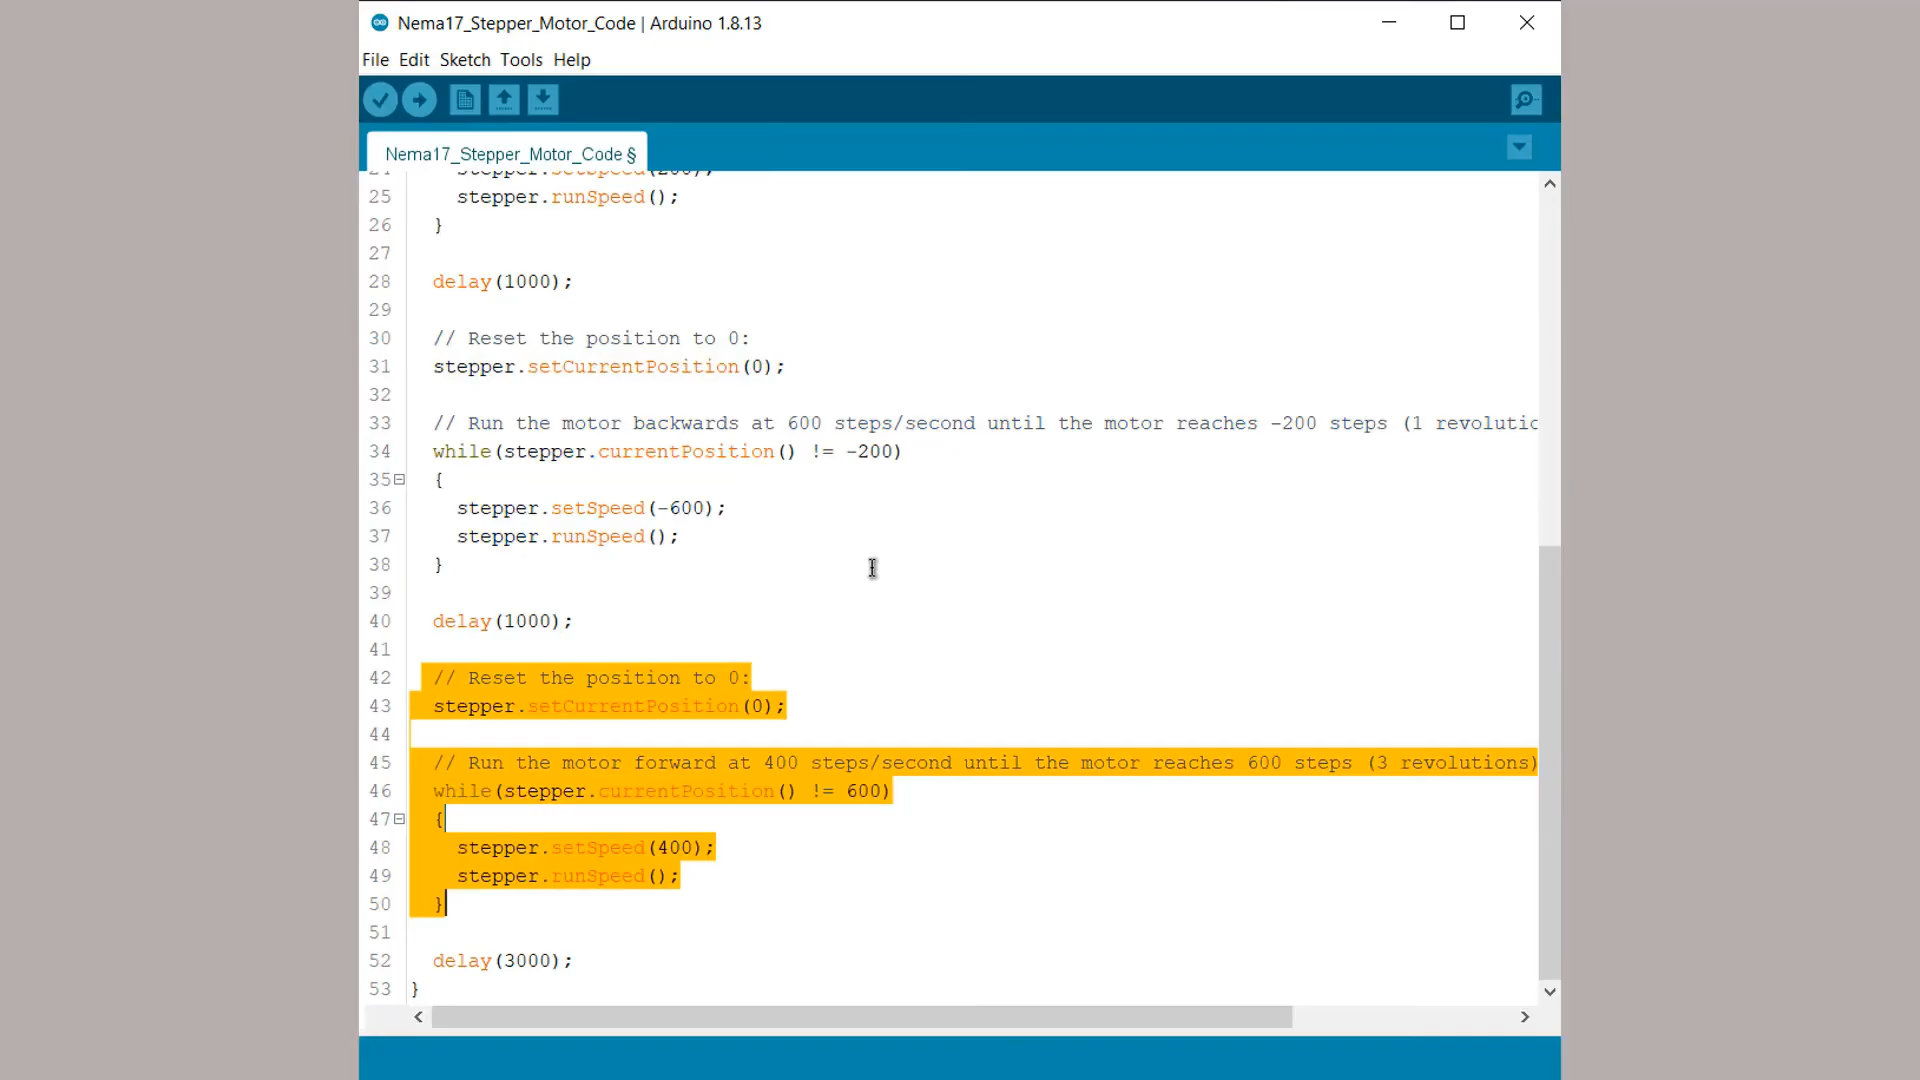 Nema17_Stepper_Motor_Code | Arduino 1.8.13
File Edit Sketch Tools Help
Nema17_Stepper_Motor_Code §
24 stepper.setSpeed(200);
25 stepper.runSpeed();
26 }
27
28 delay(1000);
29
30 // Reset the position to 0:
31 stepper.setCurrentPosition(0);
32
33 // Run the motor backwards at 600 steps/second until the motor reaches -200 steps (1 revolutio
34 while(stepper.currentPosition() != -200)
35 {
36 stepper.setSpeed(-600);
37 stepper.runSpeed();
38 }
39
40 delay(1000);
41
42 // Reset the position to 0:
43 stepper.setCurrentPosition(0);
44
45 // Run the motor forward at 400 steps/second until the motor reaches 600 steps (3 revolutions)
46 while(stepper.currentPosition() != 600)
47 {
48 stepper.setSpeed(400);
49 stepper.runSpeed();
50 }
51
52 delay(3000);
53 }